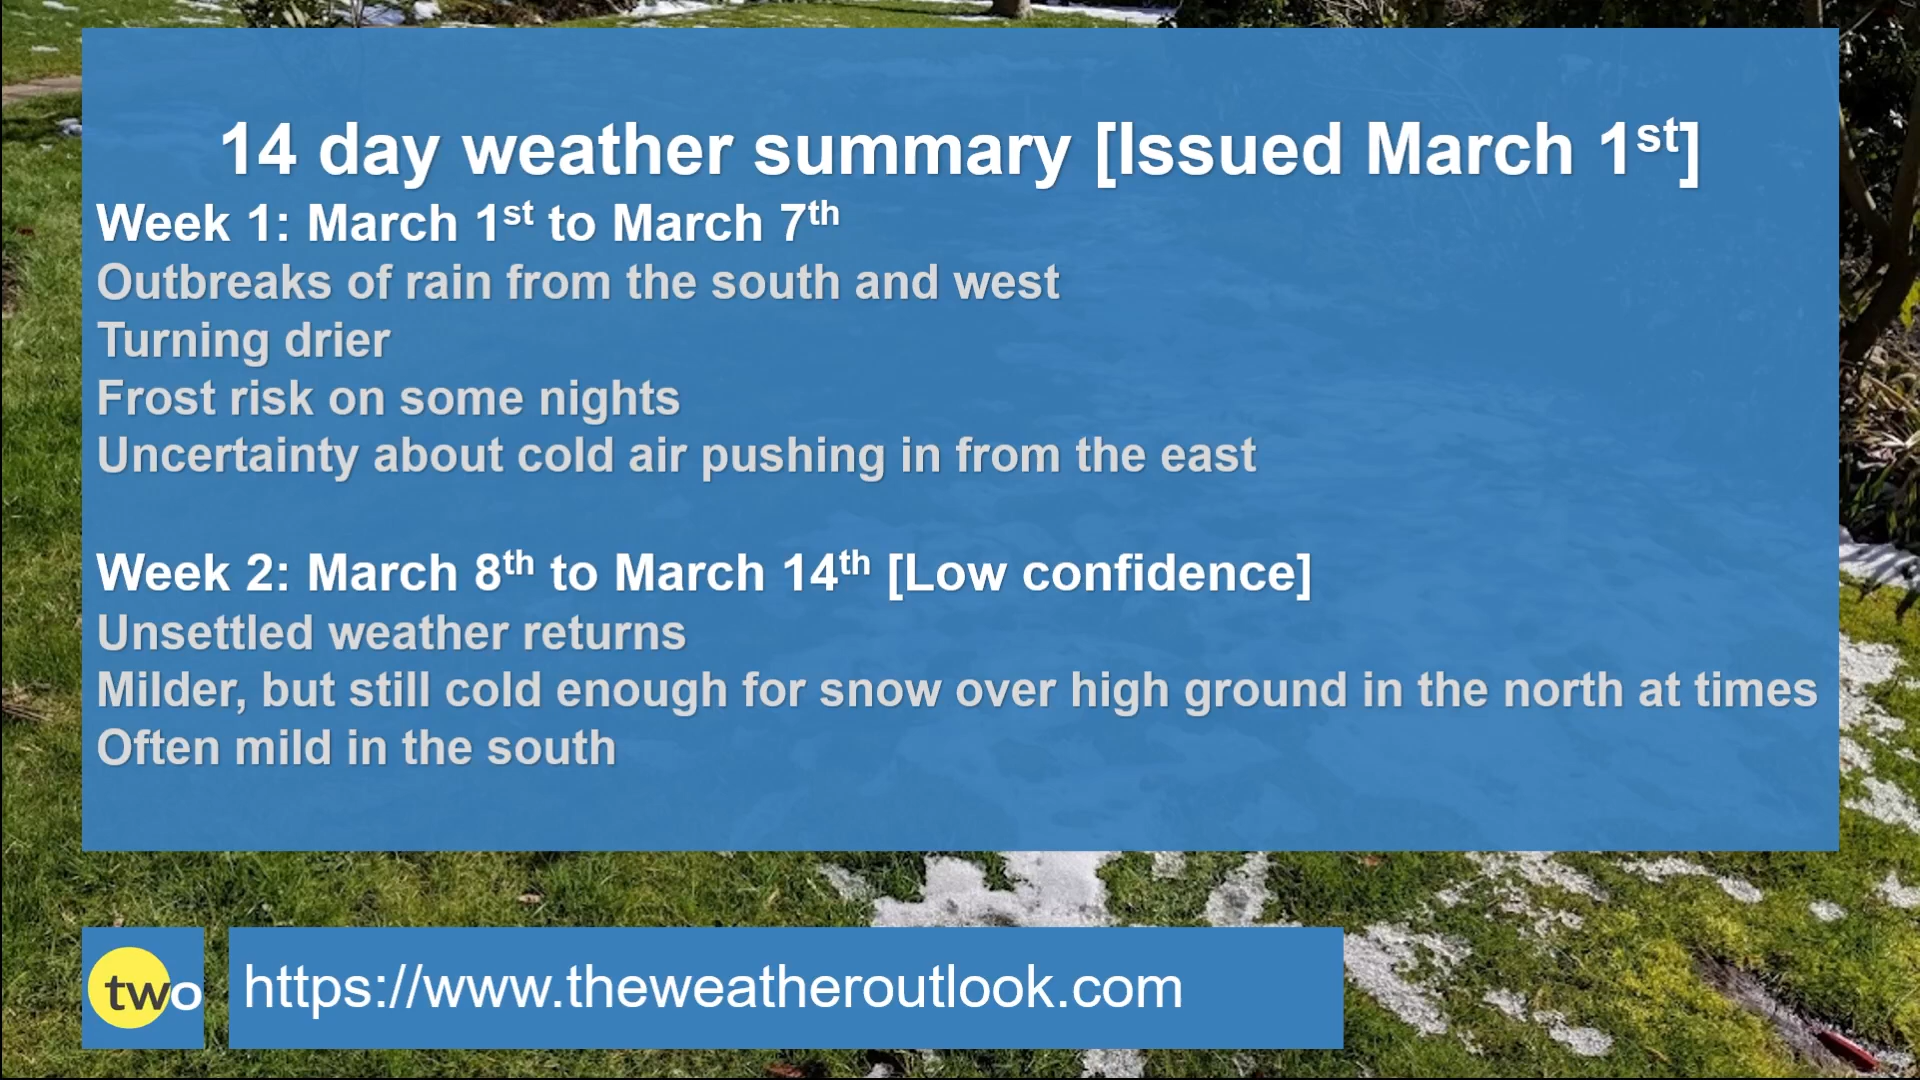 14 day weather summary [Issued March 1st]
Week 1: March 1st to March 7th
Outbreaks of rain from the south and west
Turning drier
Frost risk on some nights
Uncertainty about cold air pushing in from the east
Week 2: March 8th to March 14th [Low confidence]
Unsettled weather returns
Milder, but still cold enough for snow over high ground in the north at times
Often mild in the south
two
https://www.theweatheroutlook.com